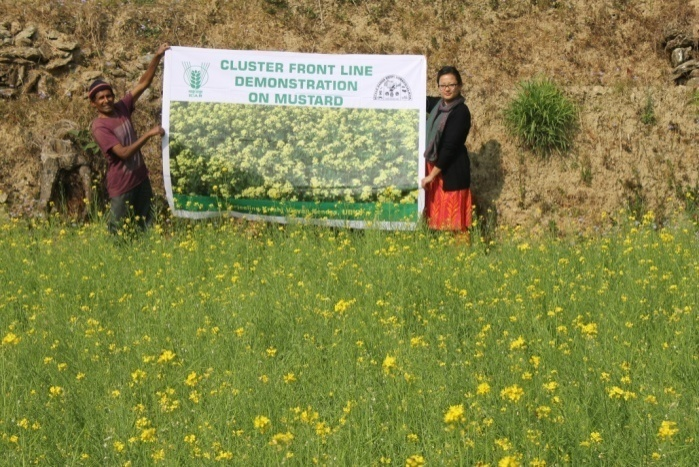 CLUSTER FRONT LINE
DEMONSTRATION
ON MUSTARD